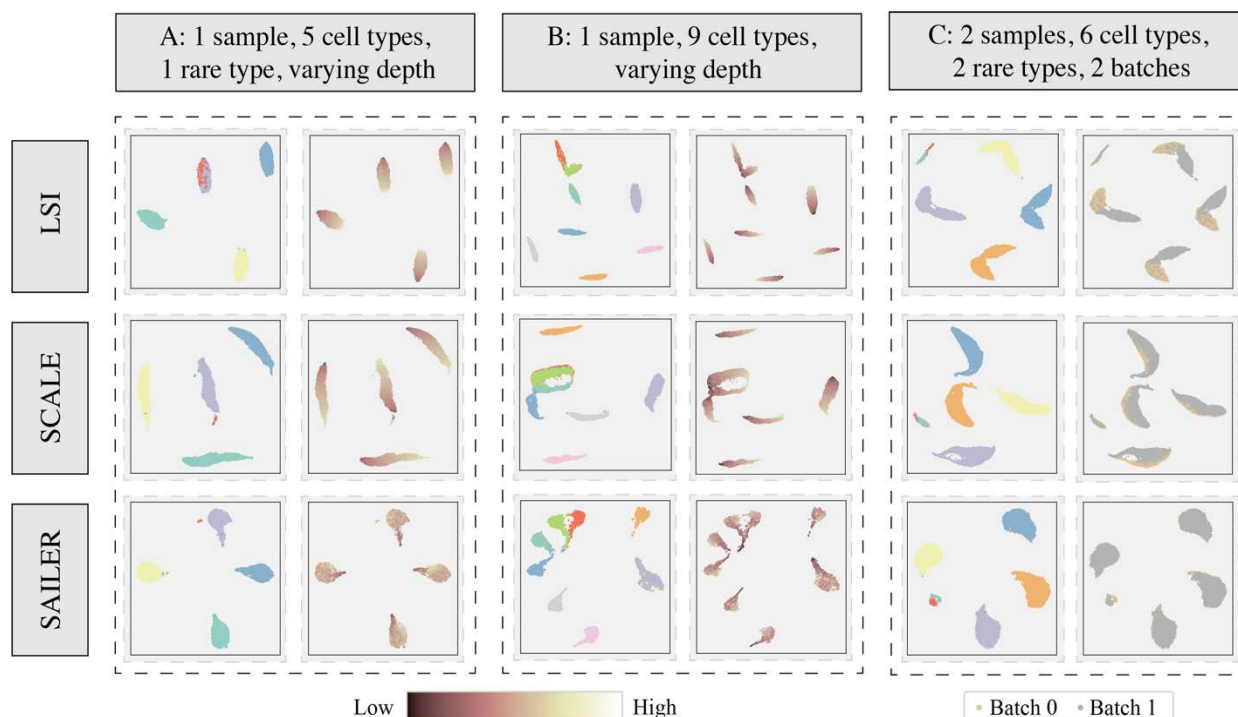 A: 1 sample, 5 cell types,
1 rare type, varying depth
B: 1 sample, 9 cell types,
varying depth
C: 2 samples, 6 cell types,
2 rare types, 2 batches
LSI
SCALE
SAILER
Low
High
Batch 0
Batch 1